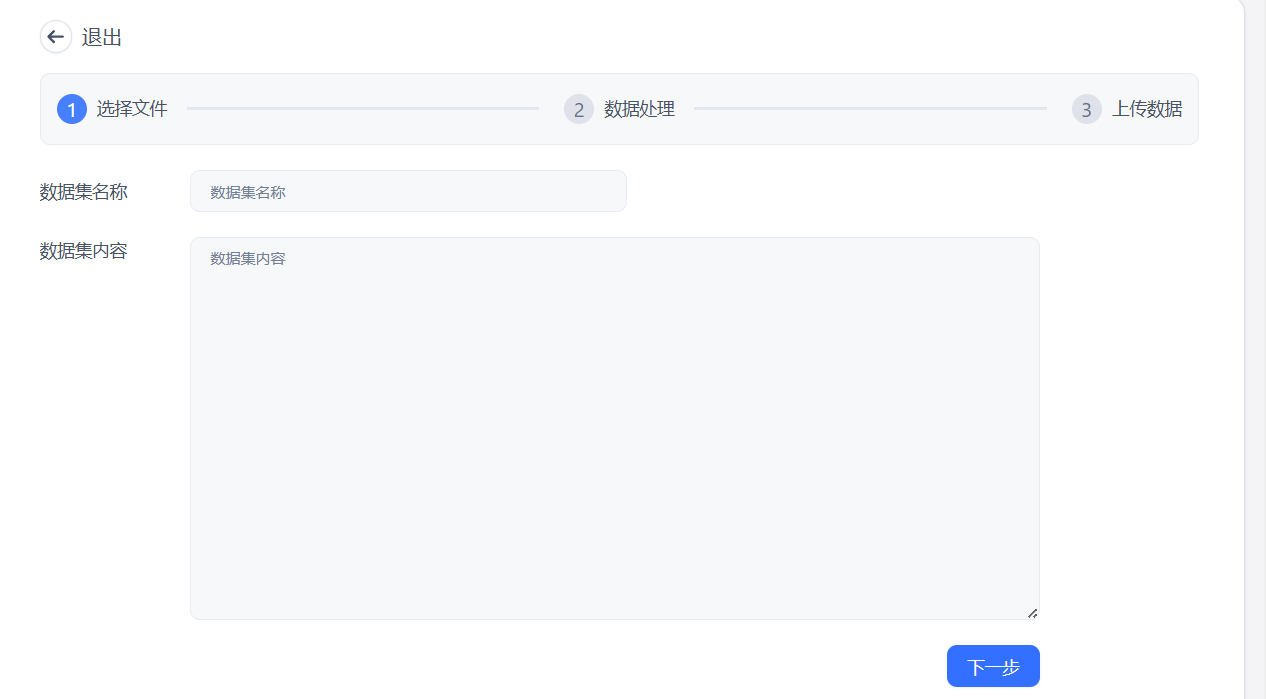 退出
1 选择文件 2 数据处理 3 上传数据
数据集名称 数据集名称
数据集内容 数据集内容
下一步